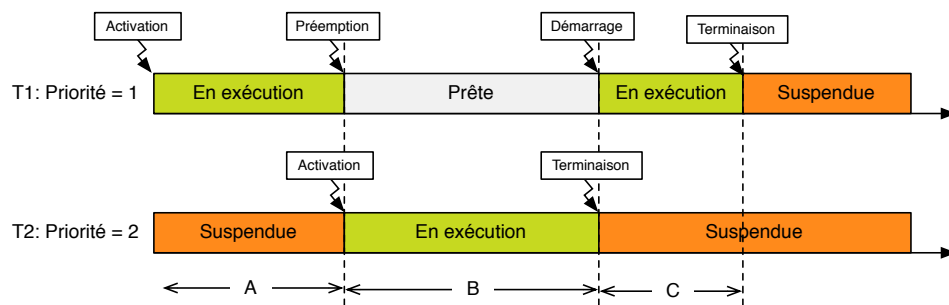 Activation
Préemption
Démarrage
Terminaison
T1: Priorité = 1
En exécution
Prête
En exécution
Suspendue
Activation
Terminaison
T2: Priorité = 2
Suspendue
En exécution
Suspendue
A
B
C